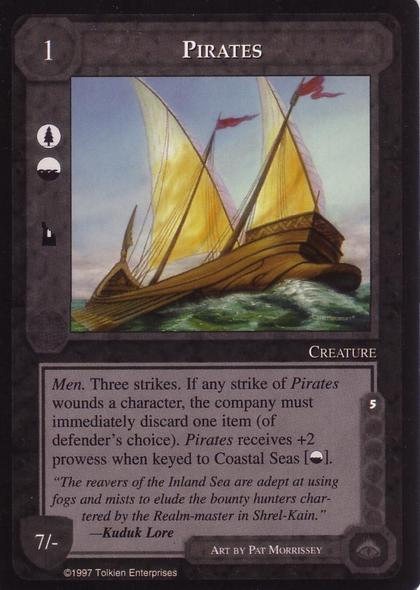 1
PIRATES
CREATURE
Men. Three strikes. If any strike of Pirates
wounds a character, the company must
immediately discard one item (of
defender's choice). Pirates receives +2
prowess when keyed to Coastal Seas [].
5
"The reavers of the Inland Sea are adept at using
fogs and mists to elude the bounty hunters char-
tered by the Realm-master in Shrel-Kain."
—Kuduk Lore
7/-
ART BY PAT MORRISSEY
©1997 Tolkien Enterprises